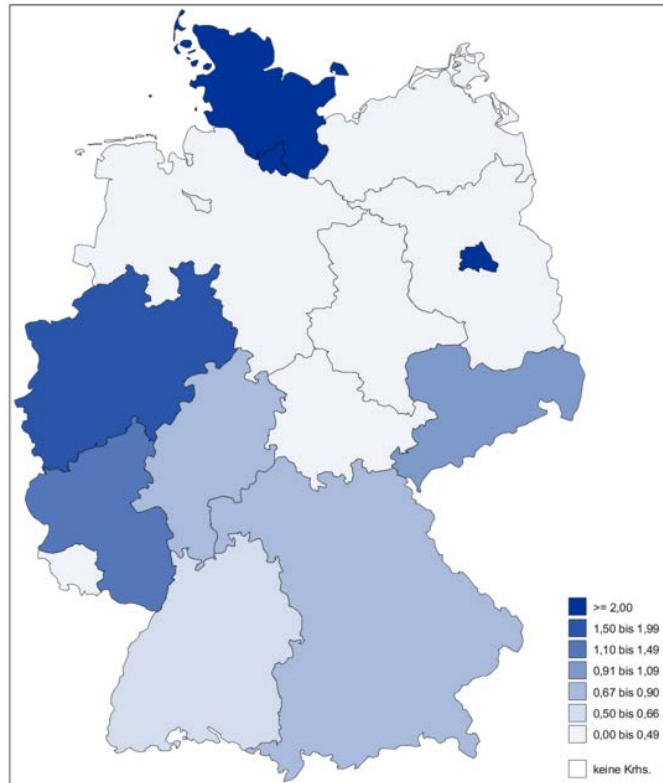 >= 2,00
1,50 bis 1,99
1,10 bis 1,49
0,91 bis 1,09
0,67 bis 0,90
0,50 bis 0,66
0,00 bis 0,49
keine Krhs.